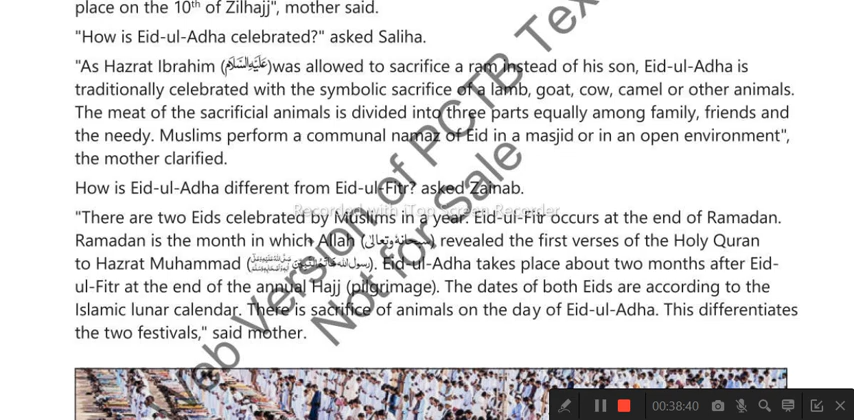 place on the 10th of Zilhajj", mother said.
"How is Eid-ul-Adha celebrated?" asked Saliha.
"As Hazrat Ibrahim (عَلَيْهِ السَّلَام)was allowed to sacrifice a ram instead of his son, Eid-ul-Adha is
traditionally celebrated with the symbolic sacrifice of a lamb, goat, cow, camel or other animals.
The meat of the sacrificial animals is divided into three parts equally among family, friends and
the needy. Muslims perform a communal namaz of Eid in a masjid or in an open environment",
the mother clarified.
How is Eid-ul-Adha different from Eid-ul-Fitr? asked Zainab.
Recorded with iTop Screen Recorder
"There are two Eids celebrated by Muslims in a year. Eid-ul-Fitr occurs at the end of Ramadan.
Ramadan is the month in which Allah (سبحانہٗ وتعالیٰ) revealed the first verses of the Holy Quran
to Hazrat Muhammad (). Eid-ul-Adha takes place about two months after Eid-
ul-Fitr at the end of the annual Hajj (pilgrimage). The dates of both Eids are according to the
Islamic lunar calendar. There is sacrifice of animals on the day of Eid-ul-Adha. This differentiates
the two festivals," said mother.
eb Version of PCTB Tex
Not for Sale
00:38:40